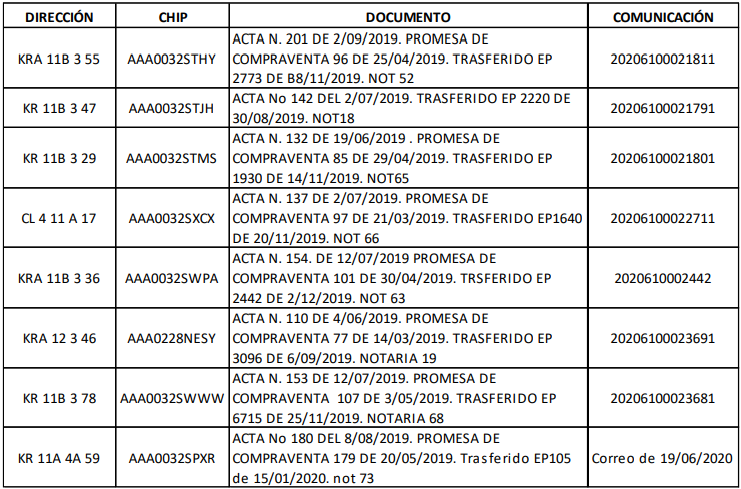 DIRECCIÓN CHIP DOCUMENTO COMUNICACIÓN
ACTA N. 201 DE 2/09/2019. PROMESA DE
KRA 11B 3 55 AAA0032STHY COMPRAVENTA 96 DE 25/04/2019. TRASFERIDO EP 20206100021811
2773 DE B8/11/2019. NOT 52
ACTA No 142 DEL 2/07/2019. TRASFERIDO EP 2220 DE
KR 11B 3 47 AAA0032STJH 20206100021791
30/08/2019. NOT18
ACTA N. 132 DE 19/06/2019 . PROMESA DE
KR 11B 3 29 AAA0032STMS COMPRAVENTA 85 DE 29/04/2019. TRASFERIDO EP 20206100021801
1930 DE 14/11/2019. NOT65
ACTA N. 137 DE 2/07/2019. PROMESA DE
CL 4 11 A 17 AAA0032SXCX COMPRAVENTA 97 DE 21/03/2019. TRASFERIDO EP1640 20206100022711
DE 20/11/2019. NOT 66
ACTA N. 154. DE 12/07/2019 PROMESA DE
KRA 11B 3 36 AAA0032SWPA COMPRAVENTA 101 DE 30/04/2019. TRSFERIDO EP 2020610002442
2442 DE 2/12/2019. NOT 63
ACTA N. 110 DE 4/06/2019. PROMESA DE
KRA 12 3 46 AAA0228NESY COMPRAVENTA 77 DE 14/03/2019. TRASFERIDO EP 20206100023691
3096 DE 6/09/2019. NOTARIA 19
ACTA N. 153 DE 12/07/2019. PROMESA DE
KR 11B 3 78 AAA0032SWWW COMPRAVENTA 107 DE 3/05/2019. TRASFERIDO EP 20206100023681
6715 DE 25/11/2019. NOTARIA 68
ACTA No 180 DEL 8/08/2019. PROMESA DE
KR 11A 4A 59 AAA0032SPXR COMPRAVENTA 179 DE 20/05/2019. Trasferido EP105 Correo de 19/06/2020
de 15/01/2020. not 73